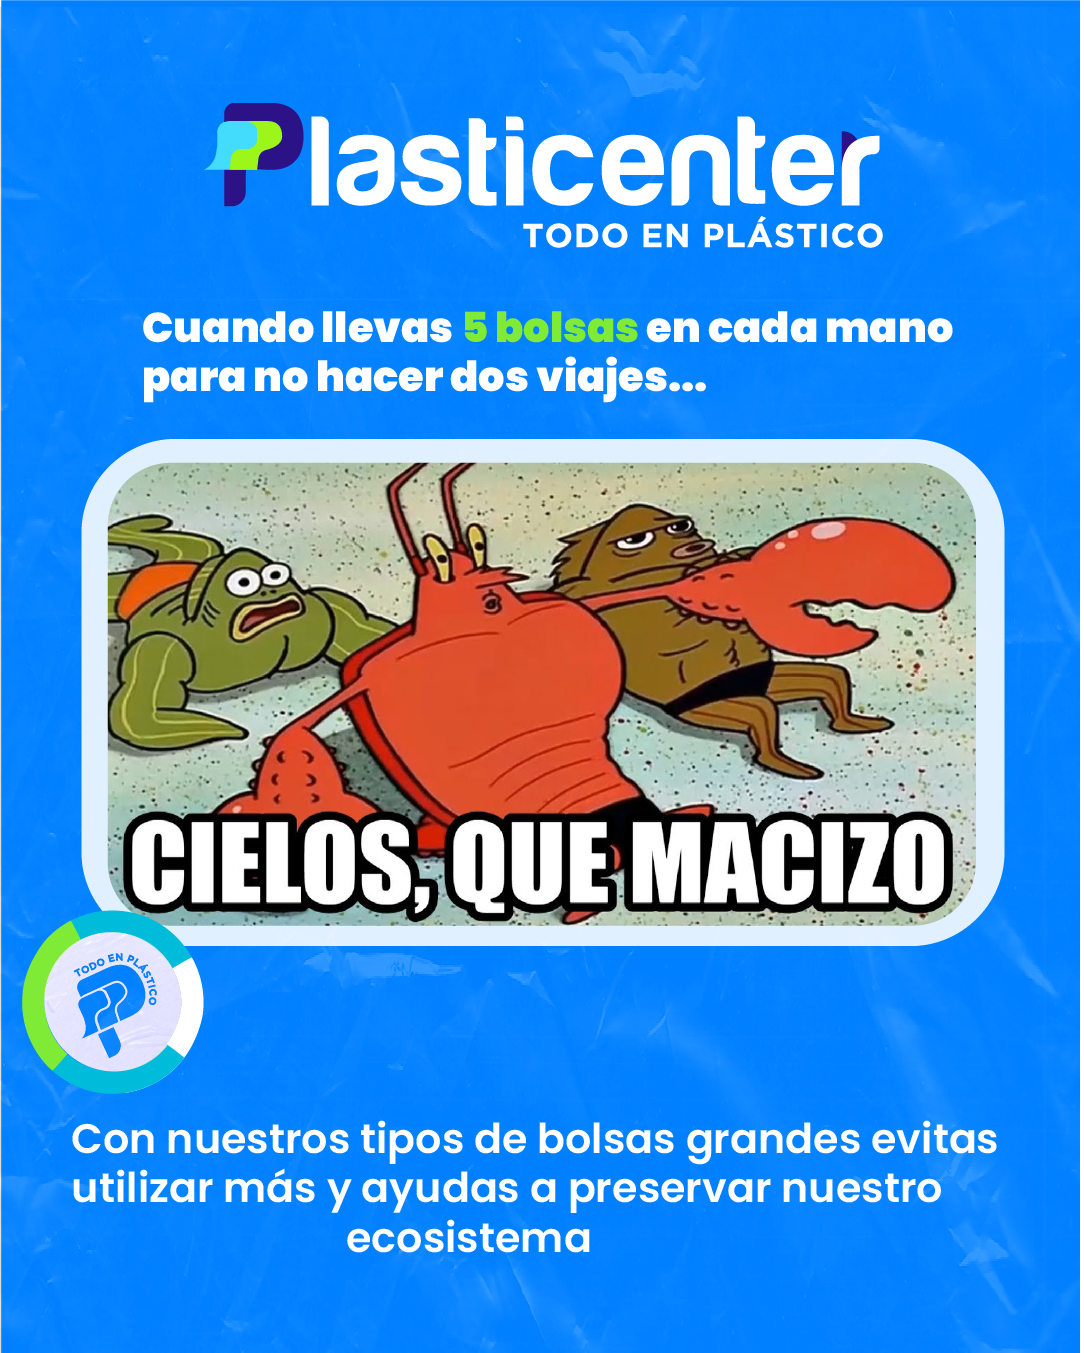 Plasticenter
TODO EN PLÁSTICO
Cuando llevas 5 bolsas en cada mano
para no hacer dos viajes...
CIELOS, QUE MACIZO
TODO EN PLÁSTICO
Con nuestros tipos de bolsas grandes evitas
utilizar más y ayudas a preservar nuestro
ecosistema